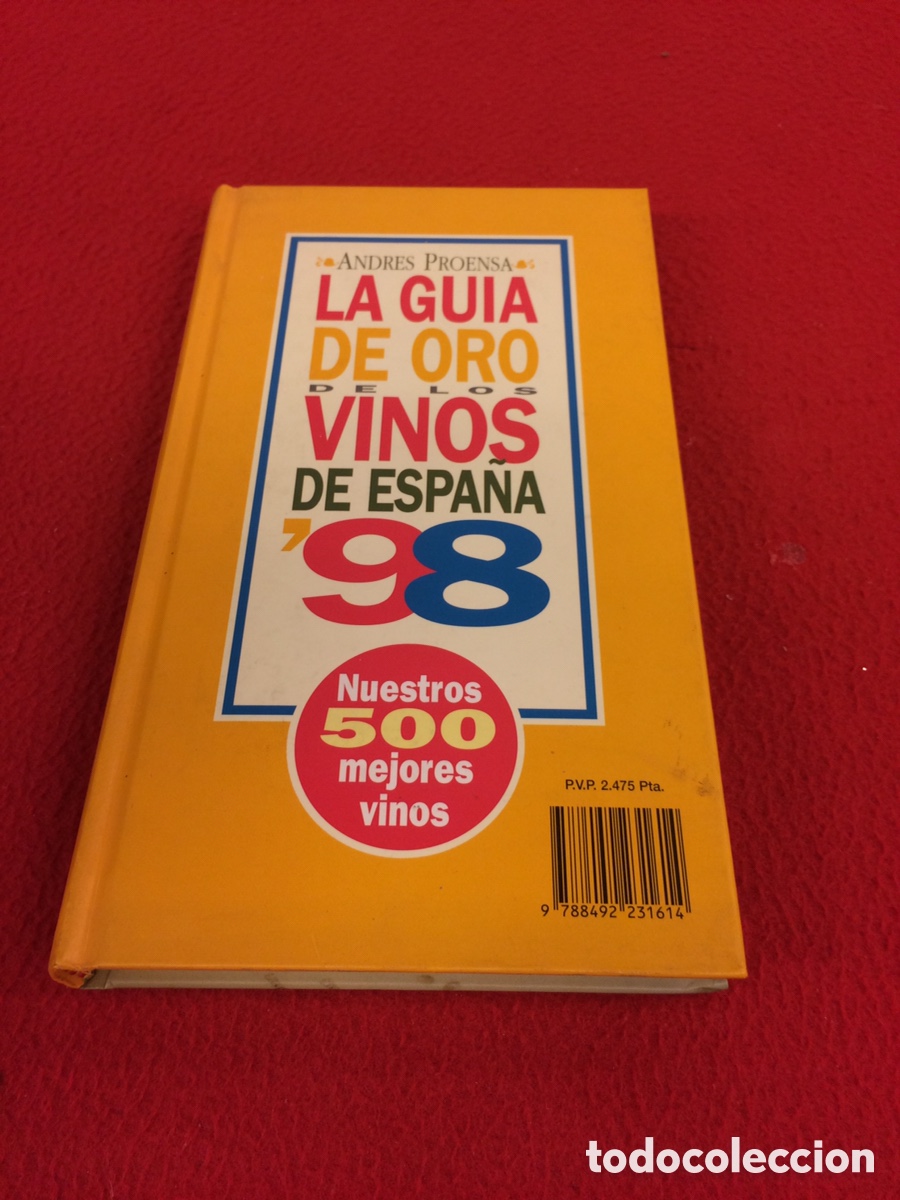 ANDRES PROENSA
LA GUIA
DE ORO
DE LOS
VINOS
DE ESPAÑA
'98
Nuestros
500
mejores
vinos
P.V.P. 2.475 Pta.
9 788492 231614
todocoleccion